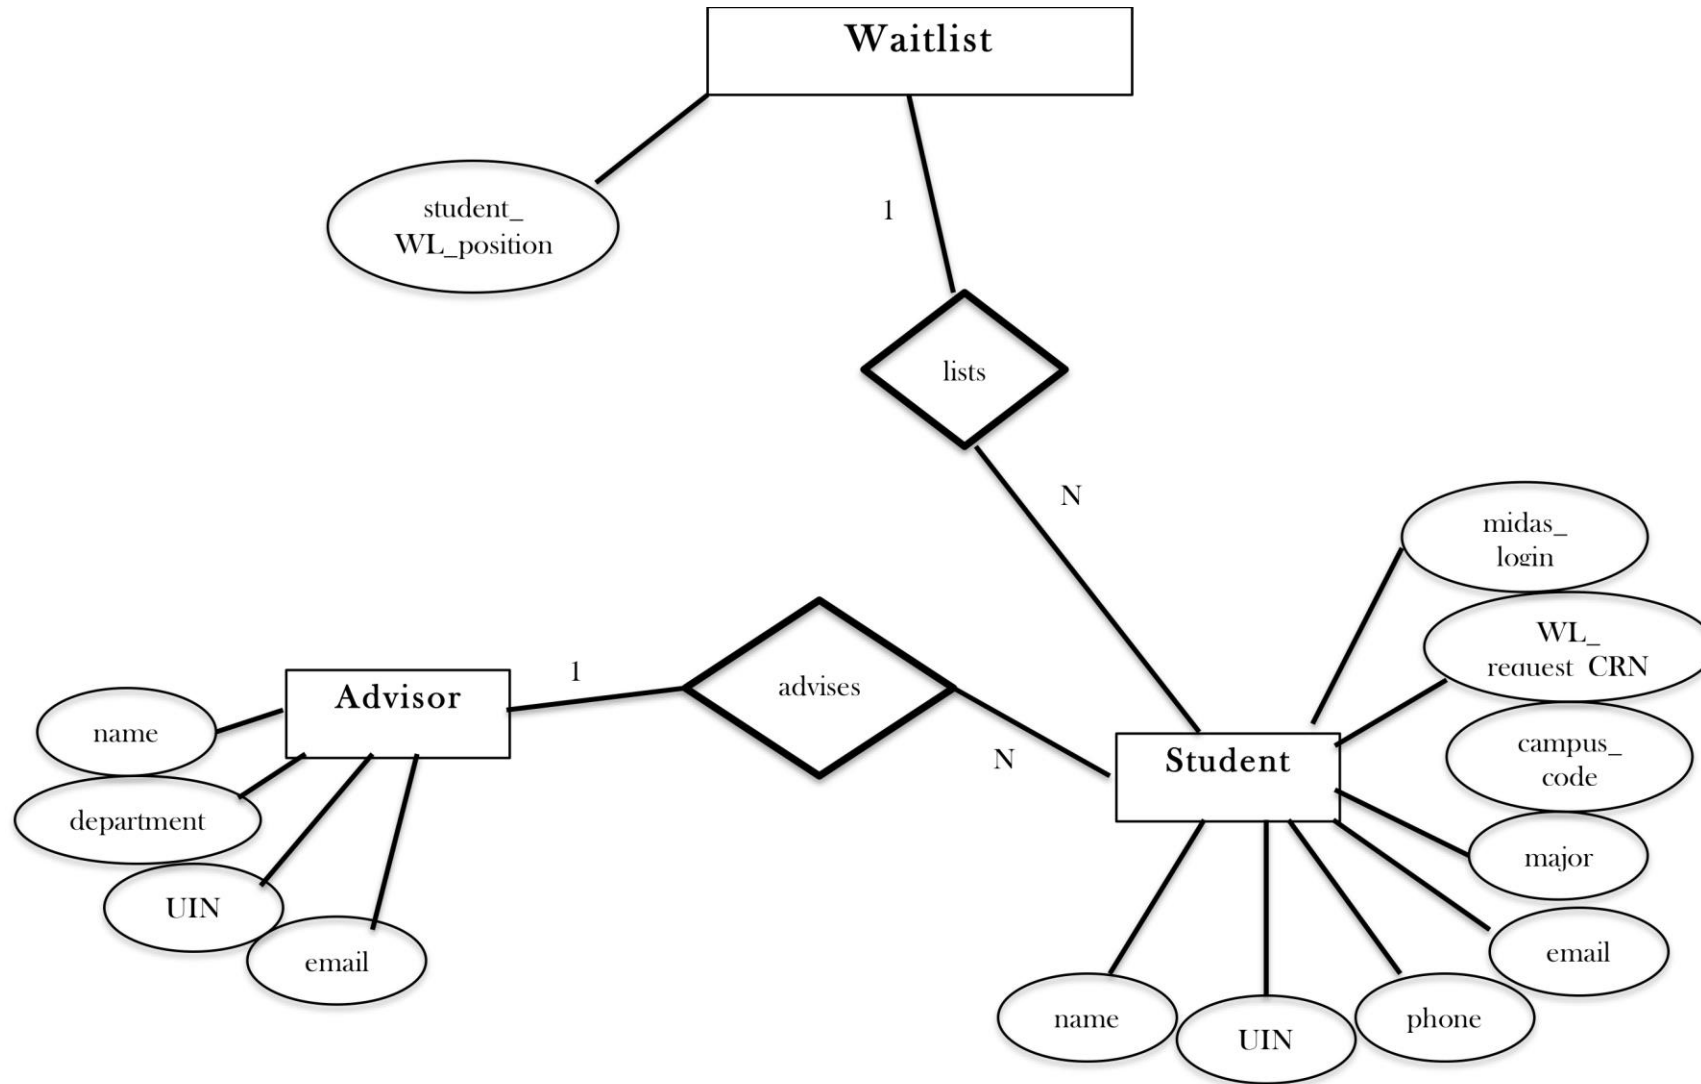 Waitlist
student_
WL_position
1
lists
N
midas_
login
WL_
request_CRN
campus_
code
major
email
phone
UIN
name
Student
N
advises
1
Advisor
name
department
UIN
email